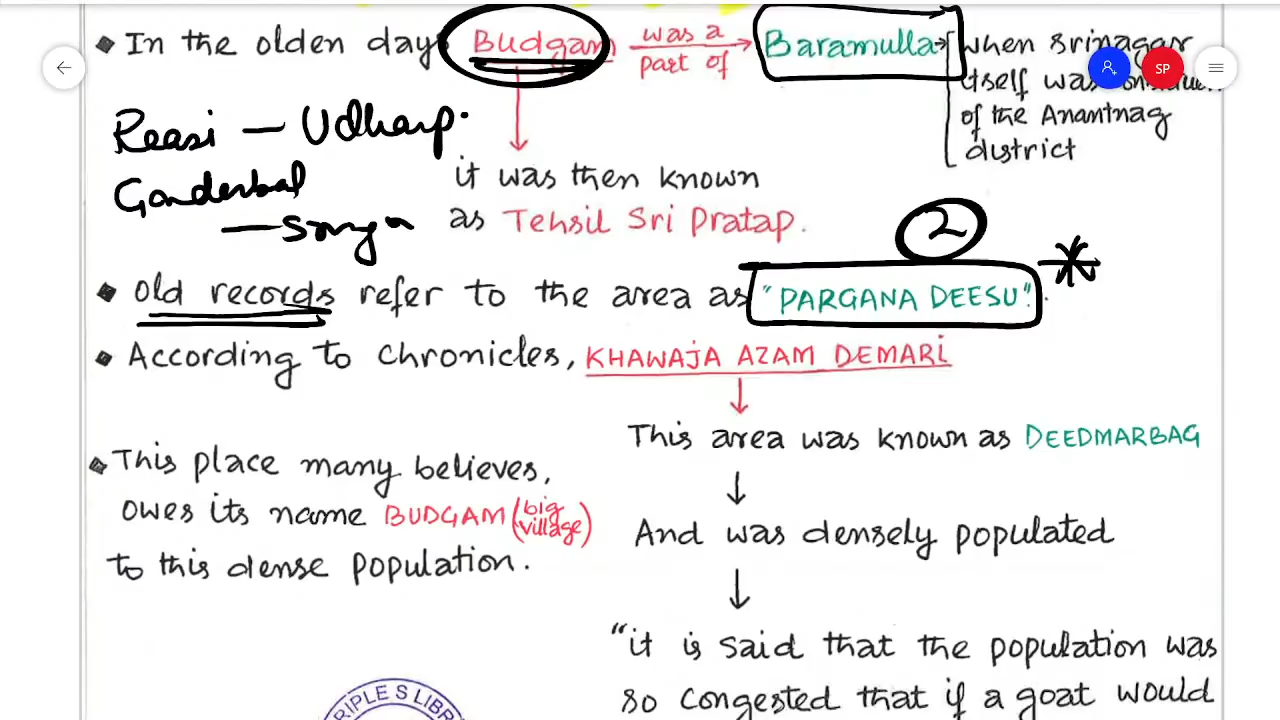 In the olden days Budgam was a part of Baramulla
when srinagar
itself was
of the Anantnag
district
SP
Reasi — Udhamp.
Ganderbal
— Srnga
it was then known
as Tehsil Sri Pratap.
2
Old records refer to the area as "PARGANA DEESU".
According to chronicles, KHAWAJA AZAM DEMARI
This area was known as DEEDMARBAG
This place many believes,
owes its name BUDGAM (big village)
to this dense population.
And was densely populated
"it is said that the population was
so congested that if a goat would
RIPLE S LIBR